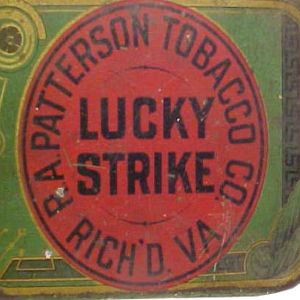 R.A. PATTERSON TOBACCO CO.
LUCKY
STRIKE
RICH'D. VA.